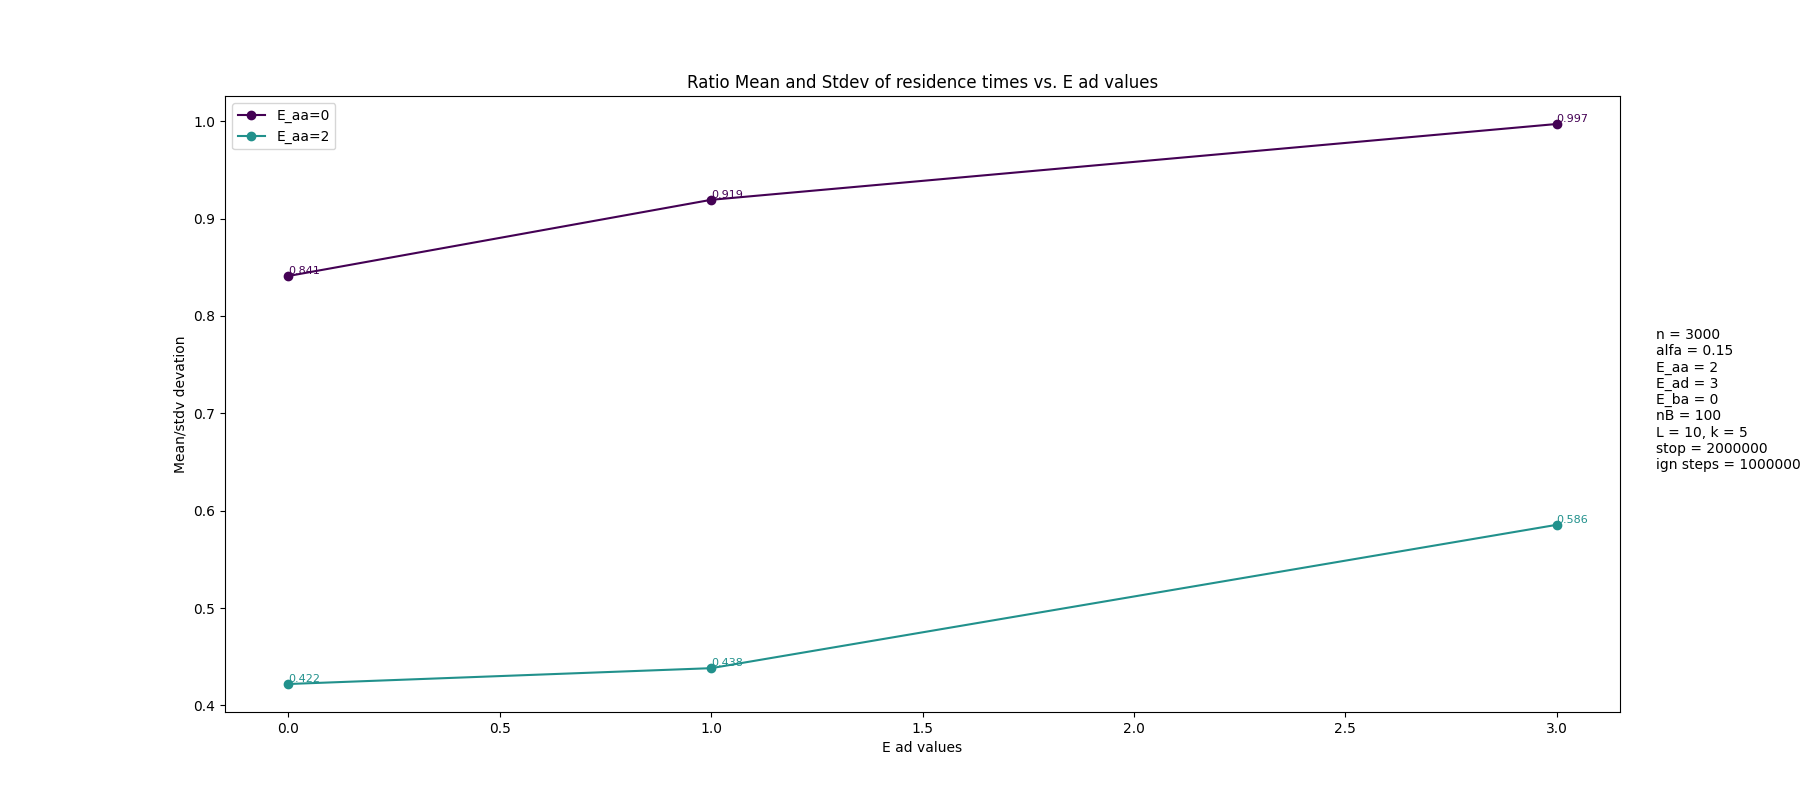 Ratio Mean and Stdev of residence times vs. E ad values
E_aa=0
E_aa=2
1.0
0.9
0.8
0.7
0.6
0.5
0.4
Mean/stdv devation
0.841
0.919
0.997
0.422
0.438
0.586
0.0
0.5
1.0
1.5
2.0
2.5
3.0
E ad values
n = 3000
alfa = 0.15
E_aa = 2
E_ad = 3
E_ba = 0
nB = 100
L = 10, k = 5
stop = 2000000
ign steps = 1000000